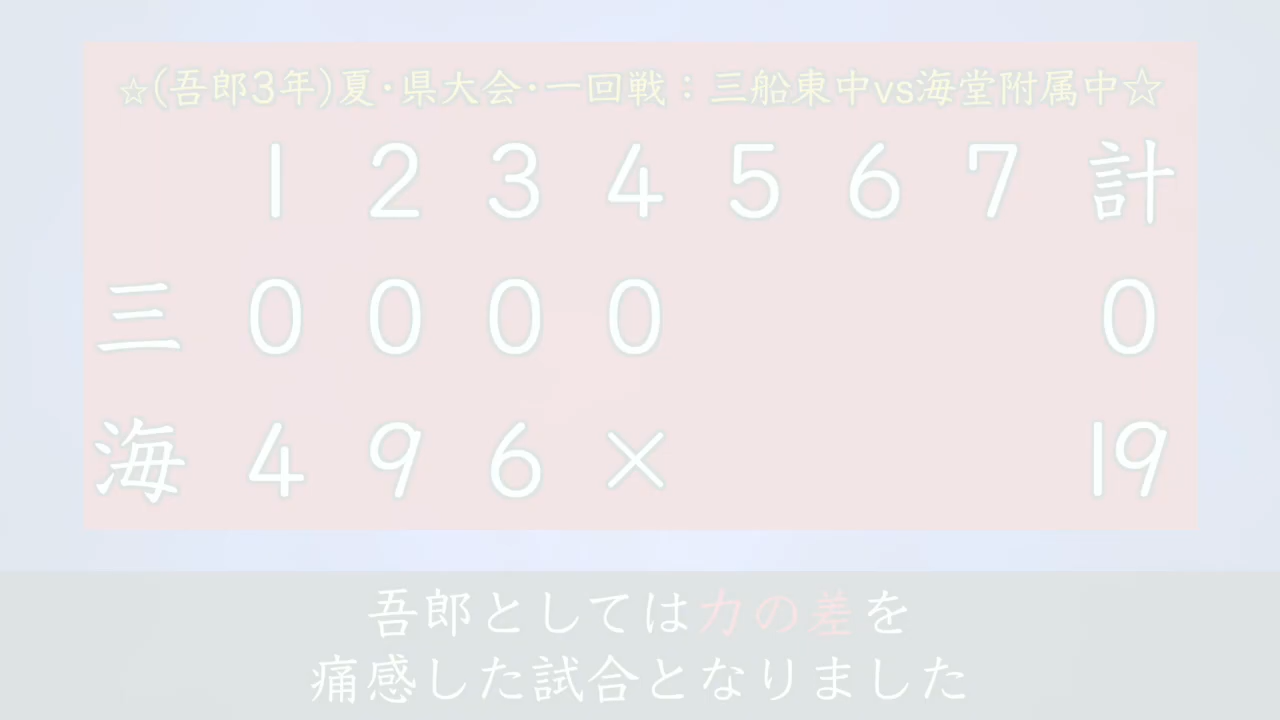 ☆(吾郎3年)夏・県大会・一回戦：三船東中vs海堂附属中☆
1 2 3 4 5 6 7 計
三 0 0 0 0 0
海 4 9 6 × 19
吾郎としては力の差を
痛感した試合となりました